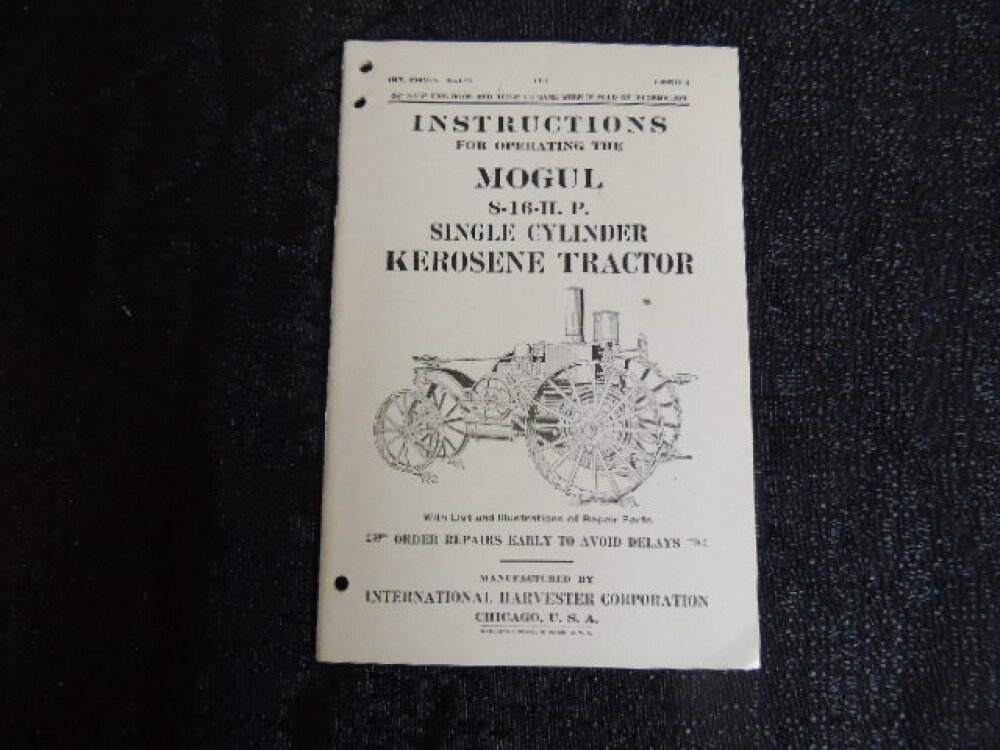 INSTRUCTIONS
FOR OPERATING THE
MOGUL
8-16-H. P.
SINGLE CYLINDER
KEROSENE TRACTOR
With List and Illustrations of Repair Parts
ORDER REPAIRS EARLY TO AVOID DELAYS
MANUFACTURED BY
INTERNATIONAL HARVESTER CORPORATION
CHICAGO, U. S. A.